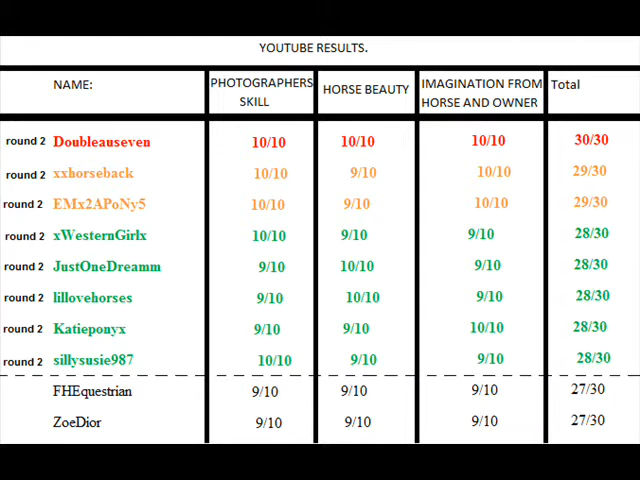 YOUTUBE RESULTS.
NAME: PHOTOGRAPHERS SKILL HORSE BEAUTY IMAGINATION FROM HORSE AND OWNER Total
round 2 Doubleauseven 10/10 10/10 10/10 30/30
round 2 xxhorseback 10/10 9/10 10/10 29/30
round 2 EMx2APoNy5 10/10 9/10 10/10 29/30
round 2 xWesternGirlx 10/10 9/10 9/10 28/30
round 2 JustOneDreamm 9/10 10/10 9/10 28/30
round 2 lillovehorses 9/10 10/10 9/10 28/30
round 2 Katieponyx 9/10 9/10 10/10 28/30
round 2 sillysusie987 10/10 9/10 9/10 28/30
FHEquestrian 9/10 9/10 9/10 27/30
ZoeDior 9/10 9/10 9/10 27/30